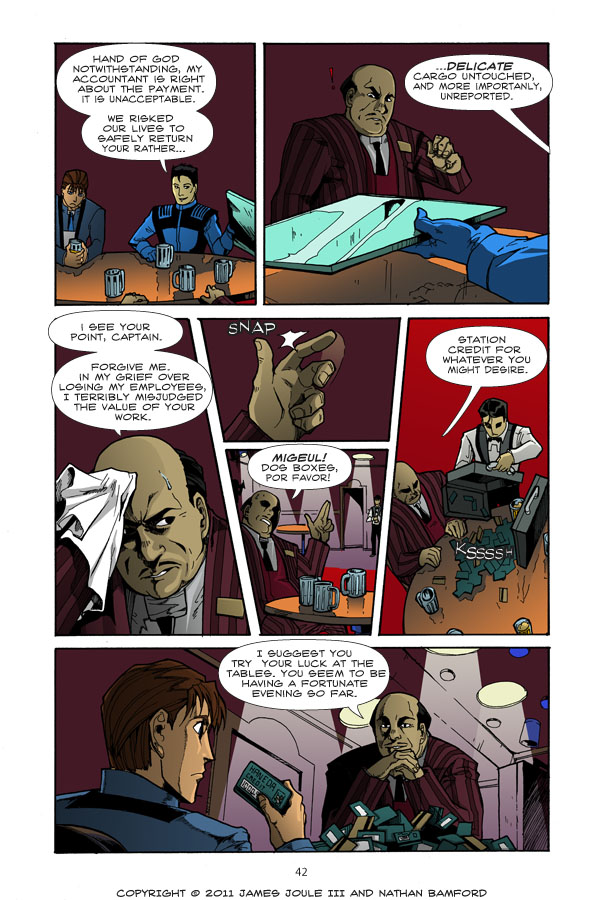 HAND OF GOD
NOTWITHSTANDING, MY
ACCOUNTANT IS RIGHT
ABOUT THE PAYMENT.
IT IS UNACCEPTABLE.
WE RISKED
OUR LIVES TO
SAFELY RETURN
YOUR RATHER...
!
...DELICATE
CARGO UNTOUCHED,
AND MORE IMPORTANLY,
UNREPORTED.
I SEE YOUR
POINT, CAPTAIN.
FORGIVE ME.
IN MY GRIEF OVER
LOSING MY EMPLOYEES,
I TERRIBLY MISJUDGED
THE VALUE OF YOUR
WORK.
SNAP
MIGEUL!
DOS BOXES,
POR FAVOR!
STATION
CREDIT FOR
WHATEVER YOU
MIGHT DESIRE.
KSSSSH
I SUGGEST YOU
TRY YOUR LUCK AT THE
TABLES. YOU SEEM TO BE
HAVING A FORTUNATE
EVENING SO FAR.
42
COPYRIGHT © 2011 JAMES JOULE III AND NATHAN BAMFORD